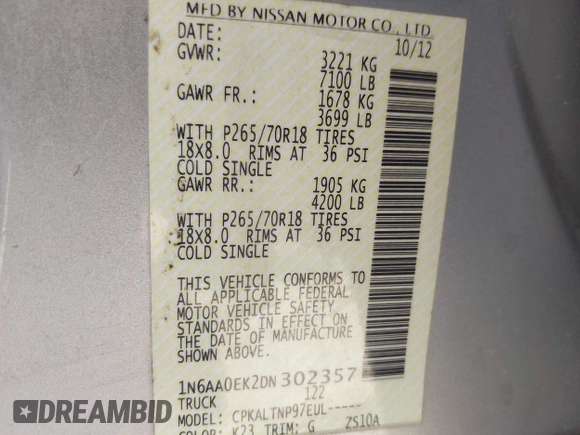 MFD BY NISSAN MOTOR CO., LTD.
DATE: 10/12
GVWR: 3221 KG
7100 LB
GAWR FR.: 1678 KG
3699 LB
WITH P265/70R18 TIRES
18X8.0 RIMS AT 36 PSI
COLD SINGLE
GAWR RR.: 1905 KG
4200 LB
WITH P265/70R18 TIRES
18X8.0 RIMS AT 36 PSI
COLD SINGLE
THIS VEHICLE CONFORMS TO
ALL APPLICABLE FEDERAL
MOTOR VEHICLE SAFETY
STANDARDS IN EFFECT ON
THE DATE OF MANUFACTURE
SHOWN ABOVE.
1N6AA0EK2DN302357
TRUCK 122
MODEL: CPKALTNP97EUL-----
COLOR: K23 TRIM: G ZS10A
© AutoBidCar